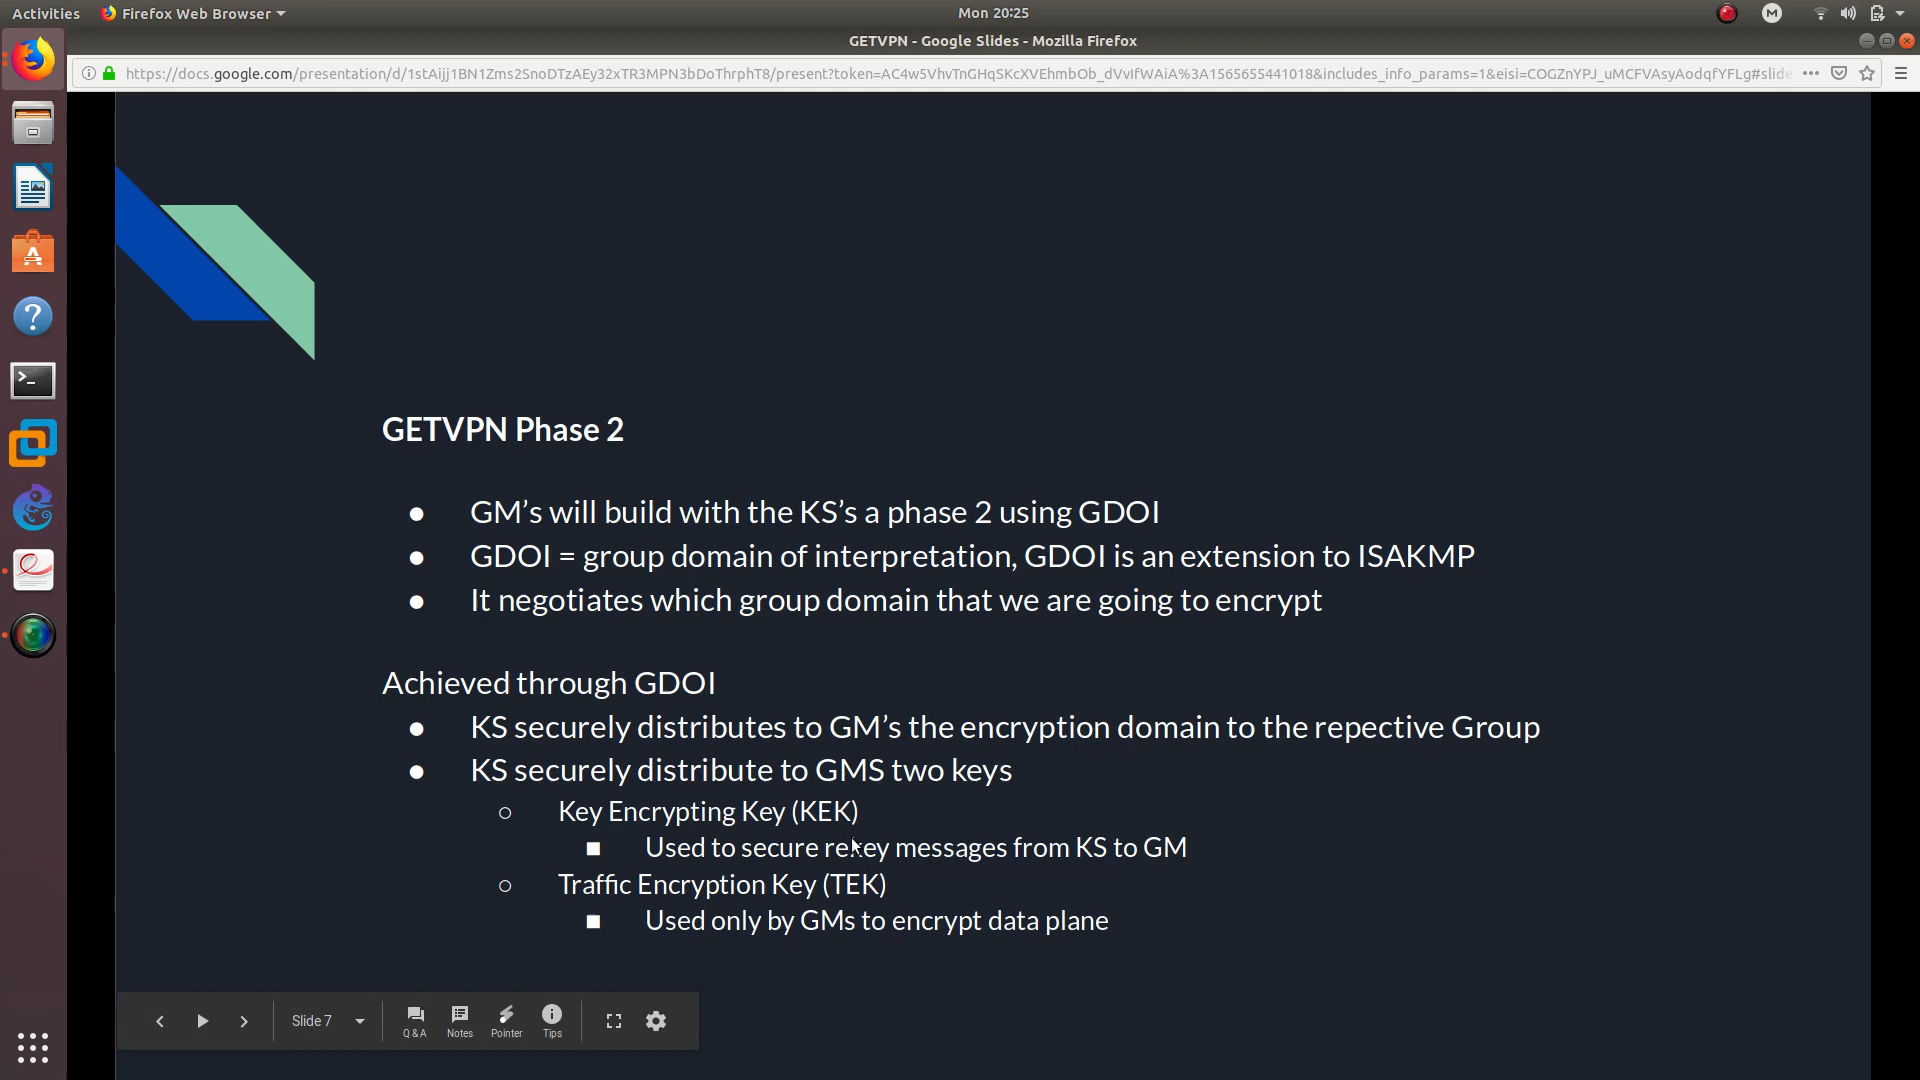 Activities Firefox Web Browser Mon 20:25 M
GETVPN - Google Slides - Mozilla Firefox
https://docs.google.com/presentation/d/1stAijj1BN1Zms2SnoDTzAEy32xTR3MPN3bDoThrphT8/present?token=AC4w5VhvTnGHqSKcXVEhmbOb_dVvIfWAiA%3A1565655441018&includes_info_params=1&eisi=COGZnYPJ_uMCFVAsyAodqfYFLg#slide
GETVPN Phase 2
● GM’s will build with the KS’s a phase 2 using GDOI
● GDOI = group domain of interpretation, GDOI is an extension to ISAKMP
● It negotiates which group domain that we are going to encrypt
Achieved through GDOI
● KS securely distributes to GM’s the encryption domain to the repective Group
● KS securely distribute to GMS two keys
○ Key Encrypting Key (KEK)
■ Used to secure rekey messages from KS to GM
○ Traffic Encryption Key (TEK)
■ Used only by GMs to encrypt data plane
Slide 7 Q & A Notes Pointer Tips